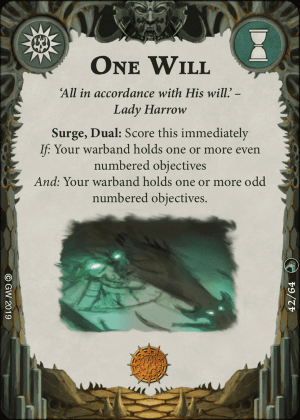 ONE WILL
‘All in accordance with His will.’ –
Lady Harrow
Surge, Dual: Score this immediately
If: Your warband holds one or more even
numbered objectives
And: Your warband holds one or more odd
numbered objectives.
© GW 2019
42/64